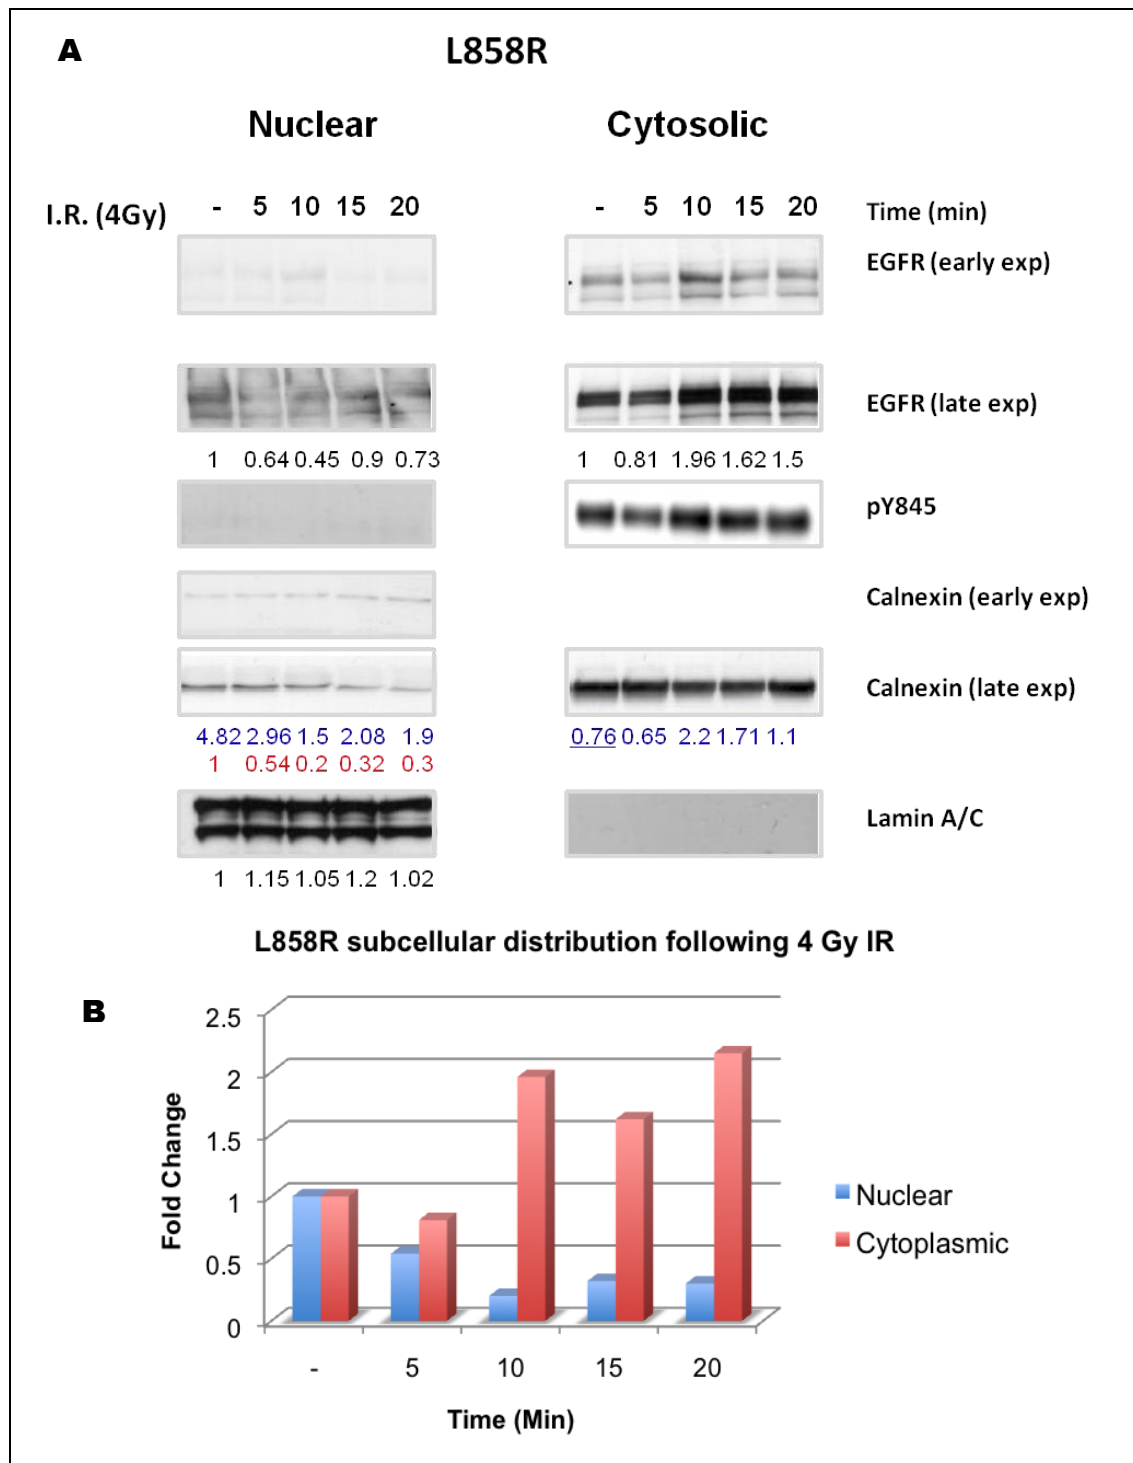 A
L858R
Nuclear Cytosolic
I.R. (4Gy) - 5 10 15 20 - 5 10 15 20 Time (min)
EGFR (early exp)
EGFR (late exp)
1 0.64 0.45 0.9 0.73 1 0.81 1.96 1.62 1.5
pY845
Calnexin (early exp)
Calnexin (late exp)
4.82 2.96 1.5 2.08 1.9 0.76 0.65 2.2 1.71 1.1
1 0.54 0.2 0.32 0.3
Lamin A/C
1 1.15 1.05 1.2 1.02
L858R subcellular distribution following 4 Gy IR
B
2.5
2
1.5
1
0.5
0
Fold Change
- 5 10 15 20
Time (Min)
Nuclear
Cytoplasmic